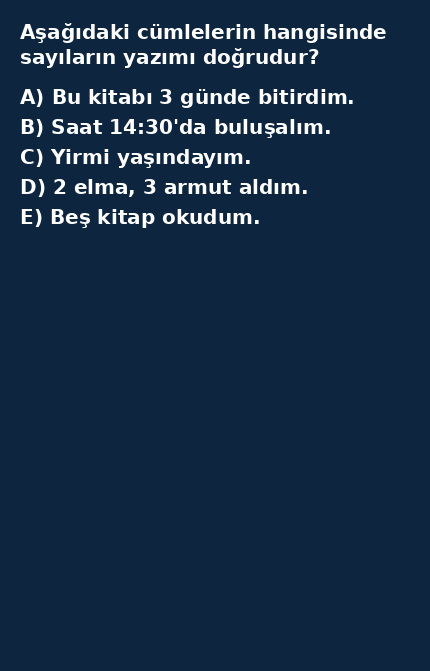 Aşağıdaki cümlelerin hangisinde
sayıların yazımı doğrudur?
A) Bu kitabı 3 günde bitirdim.
B) Saat 14:30'da buluşalım.
C) Yirmi yaşındayım.
D) 2 elma, 3 armut aldım.
E) Beş kitap okudum.